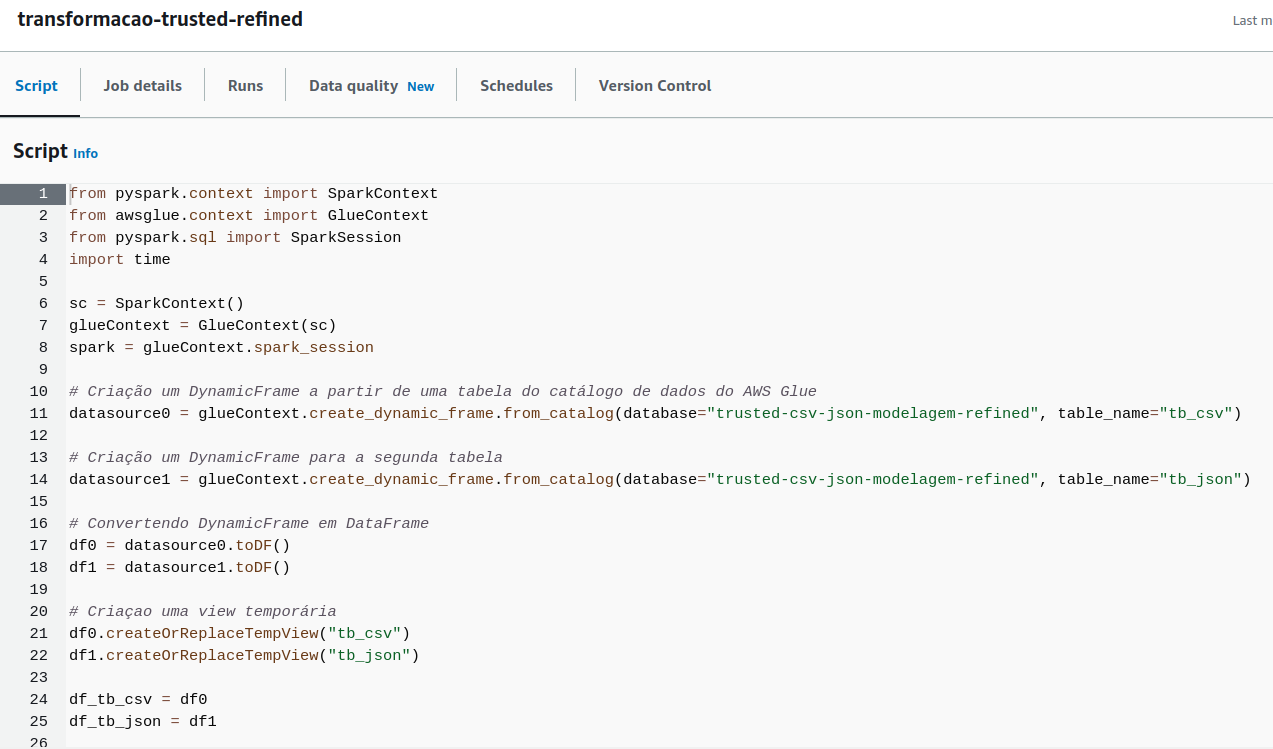 transformacao-trusted-refined
Last m
Script Job details Runs Data quality New Schedules Version Control
Script Info
1 from pyspark.context import SparkContext
2 from awsglue.context import GlueContext
3 from pyspark.sql import SparkSession
4 import time
5
6 sc = SparkContext()
7 glueContext = GlueContext(sc)
8 spark = glueContext.spark_session
9
10 # Criação um DynamicFrame a partir de uma tabela do catálogo de dados do AWS Glue
11 datasource0 = glueContext.create_dynamic_frame.from_catalog(database="trusted-csv-json-modelagem-refined", table_name="tb_csv")
12
13 # Criação um DynamicFrame para a segunda tabela
14 datasource1 = glueContext.create_dynamic_frame.from_catalog(database="trusted-csv-json-modelagem-refined", table_name="tb_json")
15
16 # Convertendo DynamicFrame em DataFrame
17 df0 = datasource0.toDF()
18 df1 = datasource1.toDF()
19
20 # Criaçao uma view temporária
21 df0.createOrReplaceTempView("tb_csv")
22 df1.createOrReplaceTempView("tb_json")
23
24 df_tb_csv = df0
25 df_tb_json = df1
26